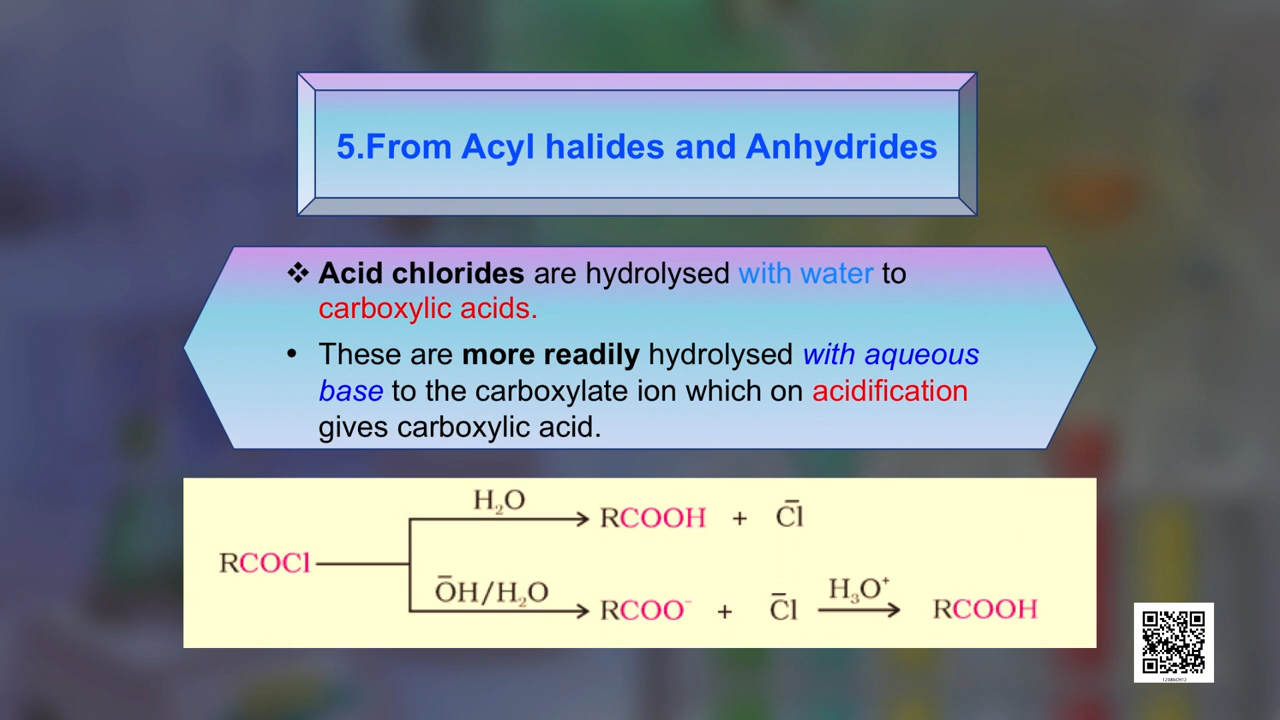 5.From Acyl halides and Anhydrides
❖ Acid chlorides are hydrolysed with water to
carboxylic acids.
• These are more readily hydrolysed with aqueous
base to the carboxylate ion which on acidification
gives carboxylic acid.
H₂O
RCOOH + C̅l
RCOCl
O̅H/H₂O
RCOO⁻ + C̅l
H₃O⁺
RCOOH